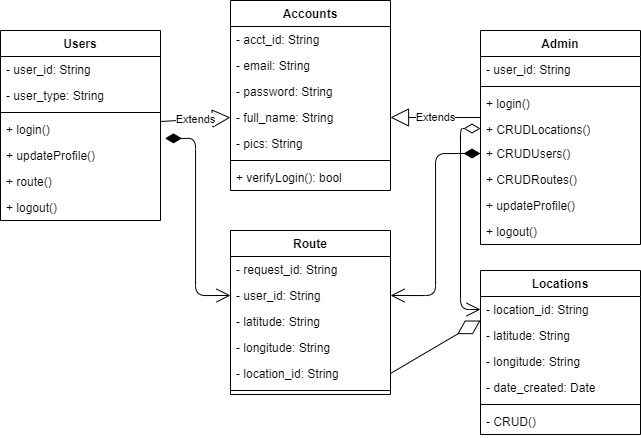 Users
- user_id: String
- user_type: String
+ login()
+ updateProfile()
+ route()
+ logout()
Extends
Accounts
- acct_id: String
- email: String
- password: String
- full_name: String
- pics: String
+ verifyLogin(): bool
Extends
Admin
- user_id: String
+ login()
+ CRUDLocations()
+ CRUDUsers()
+ CRUDRoutes()
+ updateProfile()
+ logout()
Route
- request_id: String
- user_id: String
- latitude: String
- longitude: String
- location_id: String
Locations
- location_id: String
- latitude: String
- longitude: String
- date_created: Date
- CRUD()